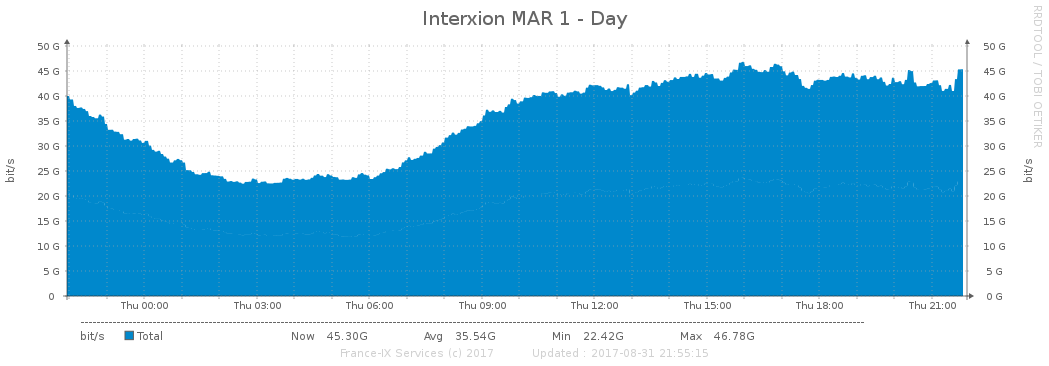 Interxion MAR 1 - Day
RRDTOOL / TOBI OETIKER
50 G 50 G
45 G 45 G
40 G 40 G
35 G 35 G
30 G 30 G
25 G 25 G
20 G 20 G
15 G 15 G
10 G 10 G
5 G 5 G
0 0 G
bit/s bit/s
Thu 00:00 Thu 03:00 Thu 06:00 Thu 09:00 Thu 12:00 Thu 15:00 Thu 18:00 Thu 21:00
bit/s Total Now 45.30G Avg 35.54G Min 22.42G Max 46.78G
France-IX Services (c) 2017 Updated : 2017-08-31 21:55:15